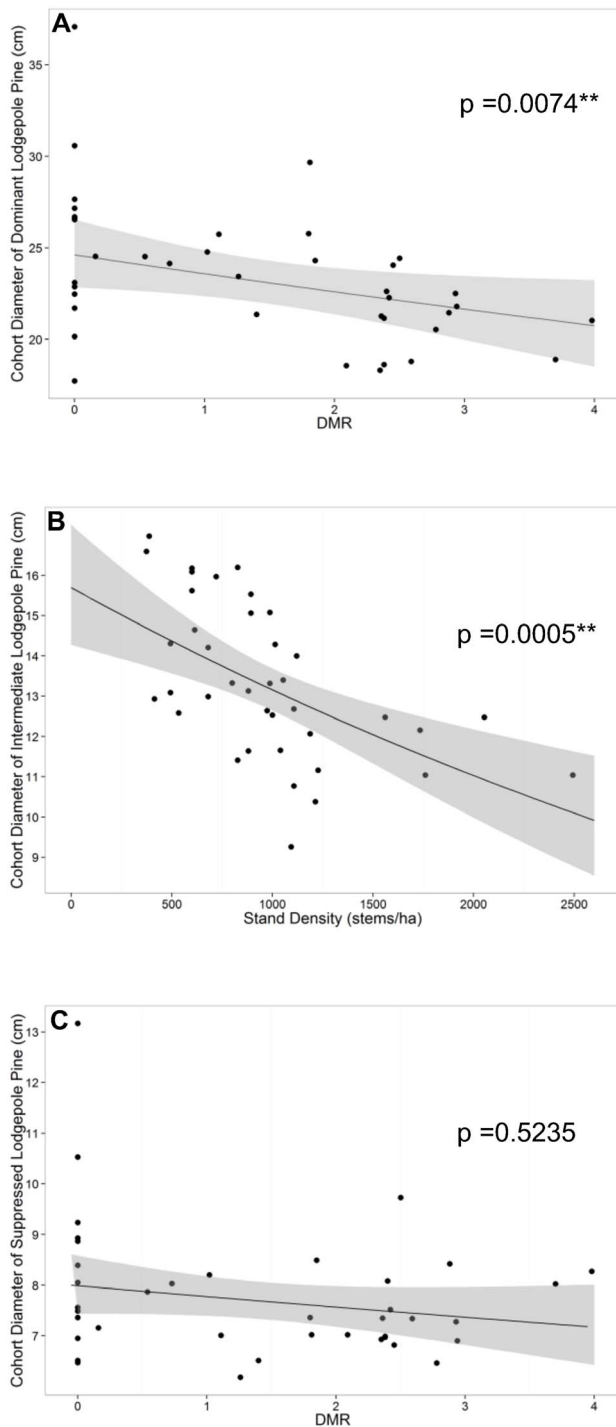 A
Cohort Diameter of Dominant Lodgepole Pine (cm)
35
30
25
20
p =0.0074**
0 1 2 3 4
DMR
B
Cohort Diameter of Intermediate Lodgepole Pine (cm)
16
15
14
13
12
11
10
9
p =0.0005**
0 500 1000 1500 2000 2500
Stand Density (stems/ha)
C
Cohort Diameter of Suppressed Lodgepole Pine (cm)
13
12
11
10
9
8
7
p =0.5235
0 1 2 3 4
DMR